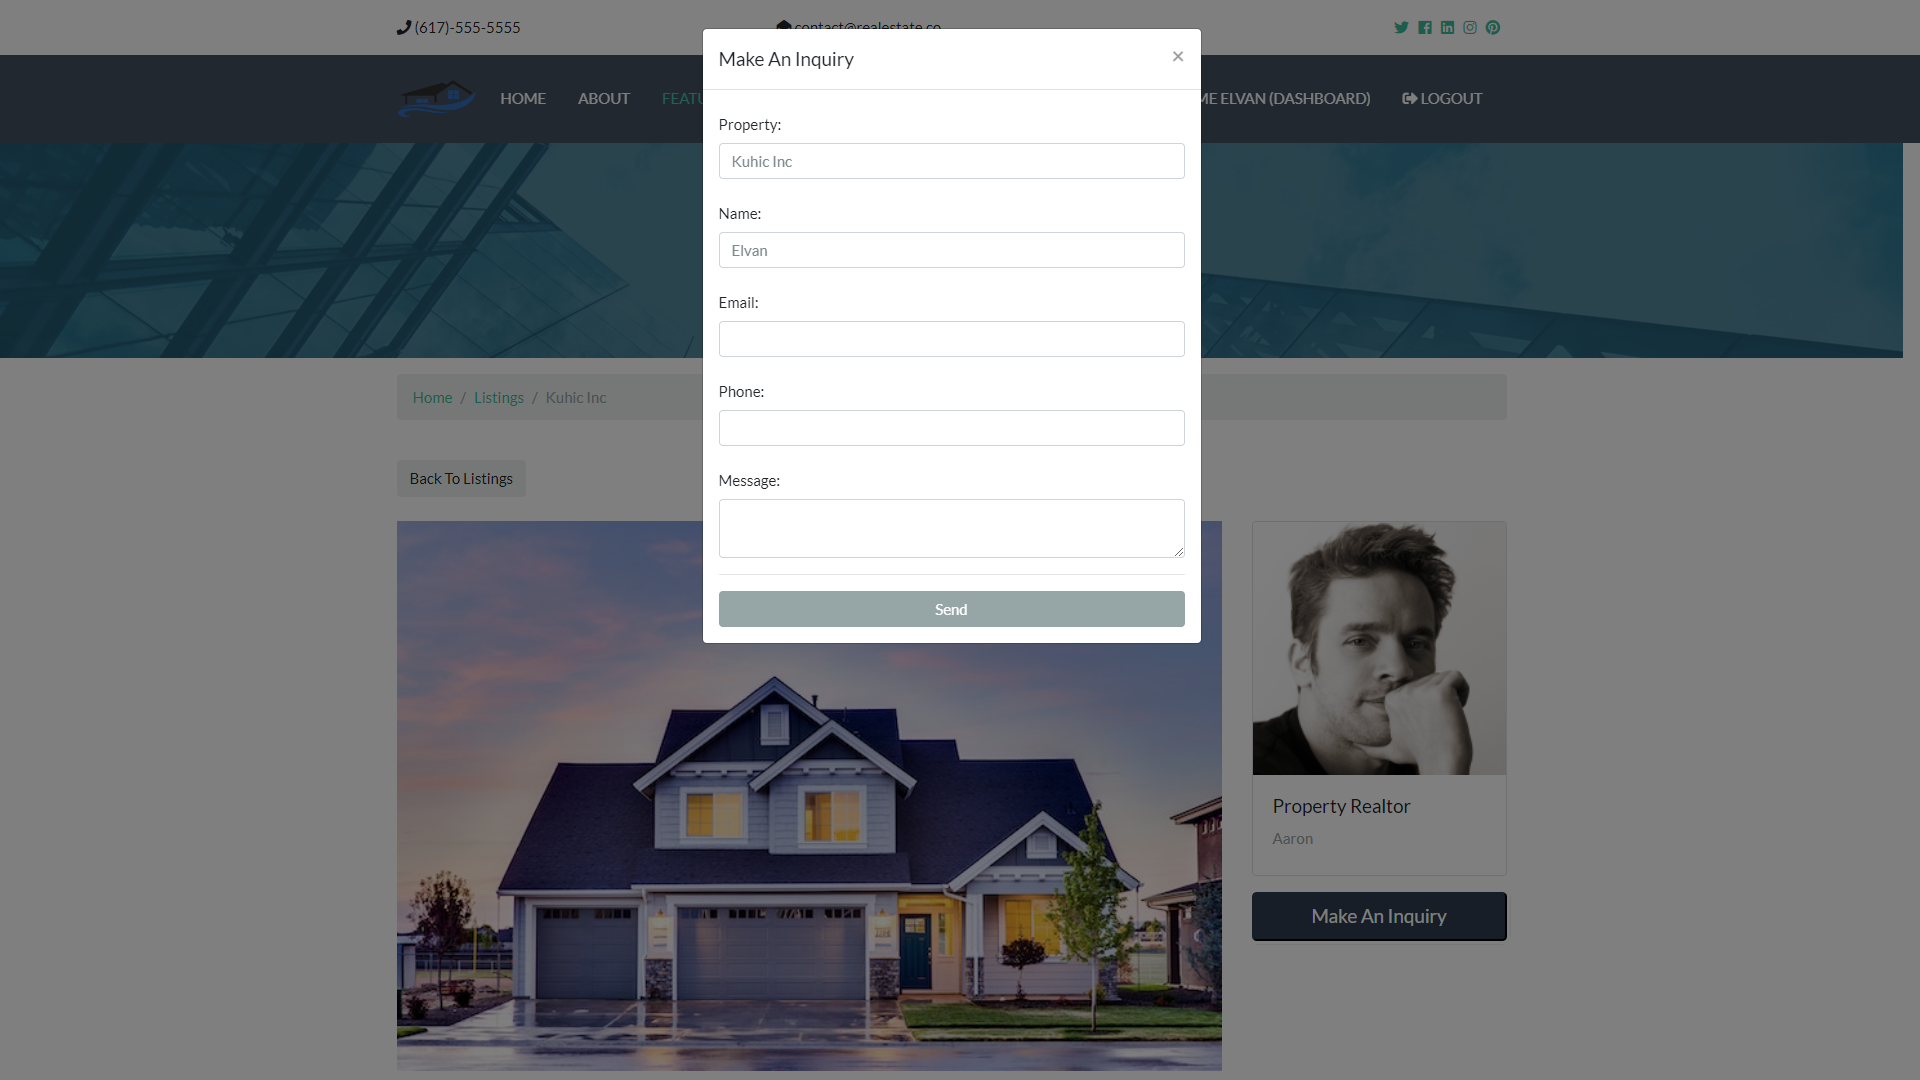 (617)-555-5555
contact@realestate.co
HOME ABOUT FEATU ME ELVAN (DASHBOARD) LOGOUT
Make An Inquiry ×
Property:
Kuhic Inc
Name:
Elvan
Email:
Phone:
Message:
Send
Home / Listings / Kuhic Inc
Back To Listings
Property Realtor
Aaron
Make An Inquiry